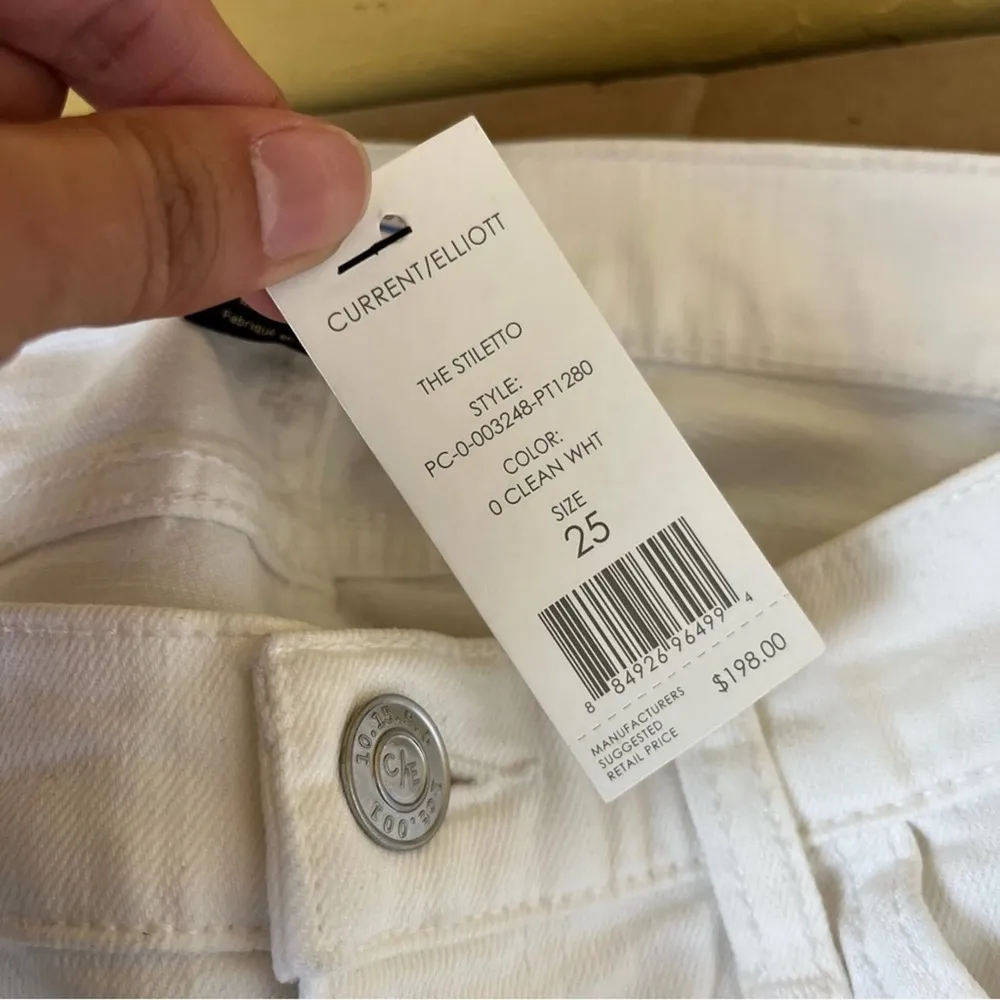 CURRENT/ELLIOTT
THE STILETTO
STYLE:
PC-0-003248-PT1280
COLOR:
0 CLEAN WHT
SIZE
25
8 84926 96499 4
MANUFACTURERS
SUGGESTED
RETAIL PRICE
$198.00
Fabriqué
C/E